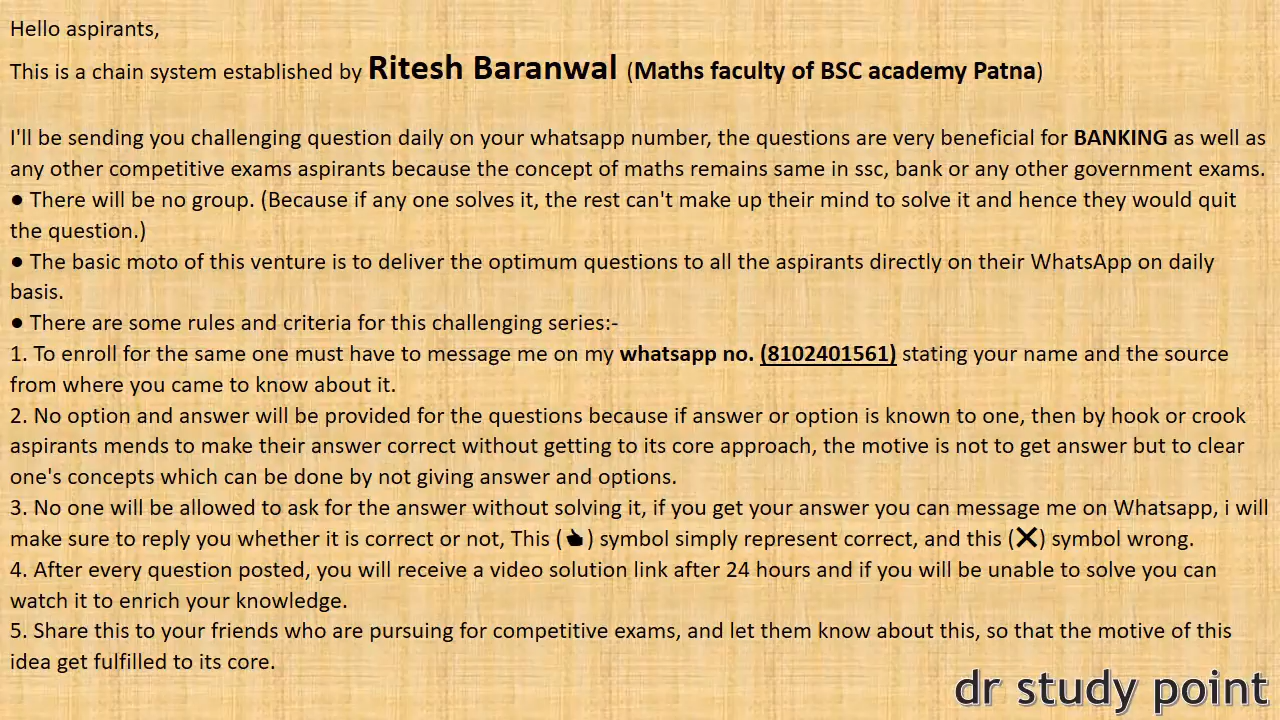 Hello aspirants,
This is a chain system established by Ritesh Baranwal (Maths faculty of BSC academy Patna)
I'll be sending you challenging question daily on your whatsapp number, the questions are very beneficial for BANKING as well as
any other competitive exams aspirants because the concept of maths remains same in ssc, bank or any other government exams.
● There will be no group. (Because if any one solves it, the rest can't make up their mind to solve it and hence they would quit
the question.)
● The basic moto of this venture is to deliver the optimum questions to all the aspirants directly on their WhatsApp on daily
basis.
● There are some rules and criteria for this challenging series:-
1. To enroll for the same one must have to message me on my whatsapp no. (8102401561) stating your name and the source
from where you came to know about it.
2. No option and answer will be provided for the questions because if answer or option is known to one, then by hook or crook
aspirants mends to make their answer correct without getting to its core approach, the motive is not to get answer but to clear
one's concepts which can be done by not giving answer and options.
3. No one will be allowed to ask for the answer without solving it, if you get your answer you can message me on Whatsapp, i will
make sure to reply you whether it is correct or not, This (👍) symbol simply represent correct, and this (❌) symbol wrong.
4. After every question posted, you will receive a video solution link after 24 hours and if you will be unable to solve you can
watch it to enrich your knowledge.
5. Share this to your friends who are pursuing for competitive exams, and let them know about this, so that the motive of this
idea get fulfilled to its core.
dr study point